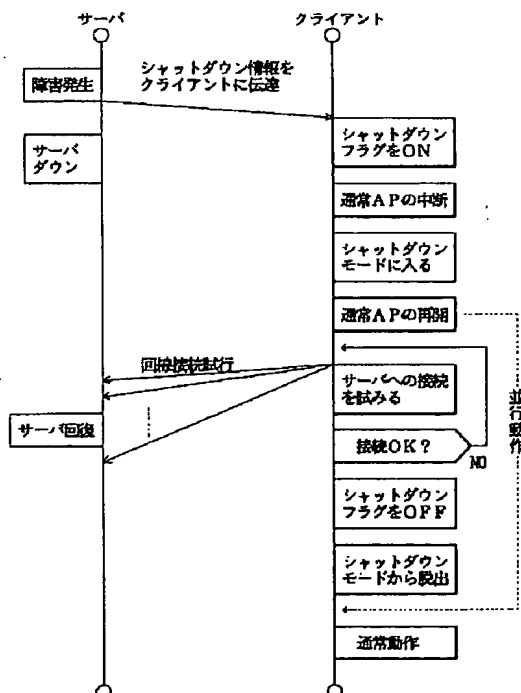 サーバ
クライアント
障害発生
シャットダウン情報を
クライアントに伝達
サーバ
ダウン
シャットダウン
フラグをON
通常APの中断
シャットダウン
モードに入る
通常APの再開
回線接続試行
サーバへの接続
を試みる
サーバ回復
接続OK?
NO
並行動作
シャットダウン
フラグをOFF
シャットダウン
モードから脱出
通常動作